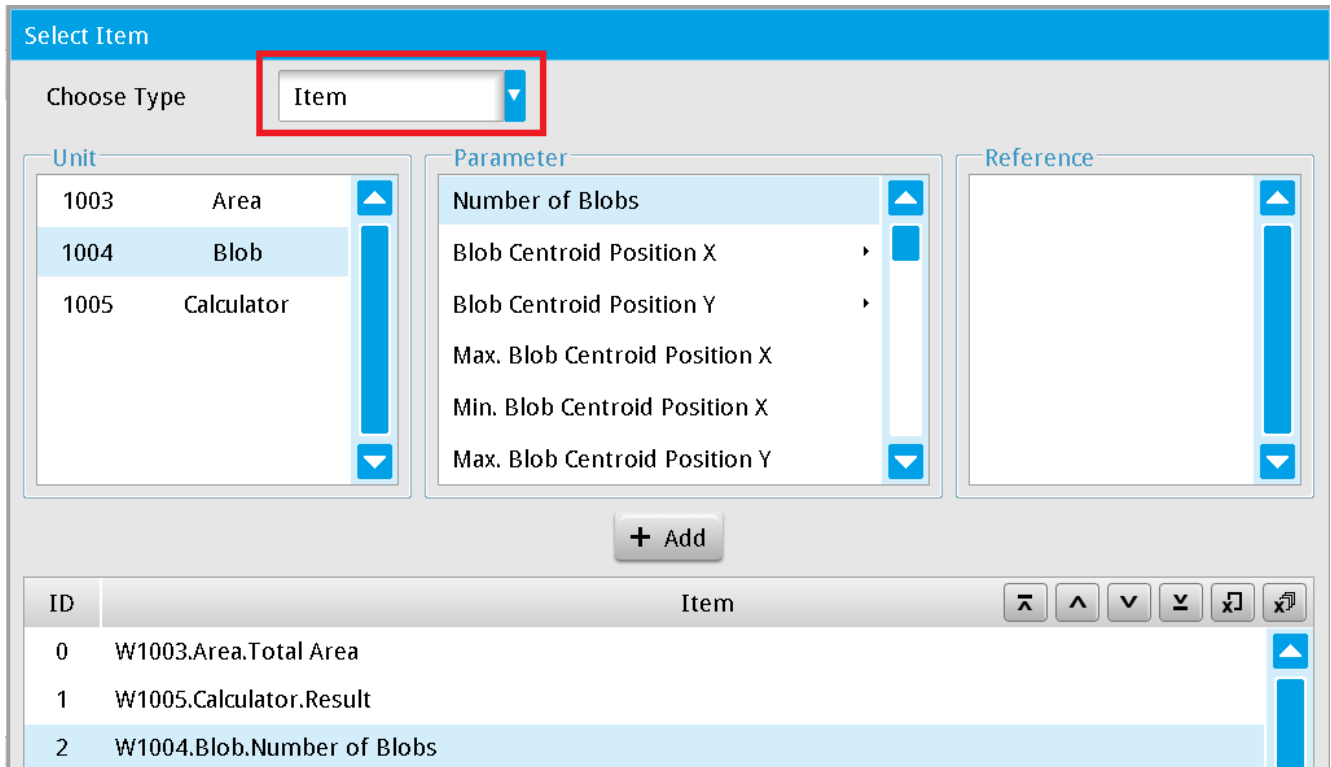 Select Item
Choose Type Item
Unit Parameter Reference
1003 Area Number of Blobs
1004 Blob Blob Centroid Position X
1005 Calculator Blob Centroid Position Y
Max. Blob Centroid Position X
Min. Blob Centroid Position X
Max. Blob Centroid Position Y
+ Add
ID Item
0 W1003.Area.Total Area
1 W1005.Calculator.Result
2 W1004.Blob.Number of Blobs